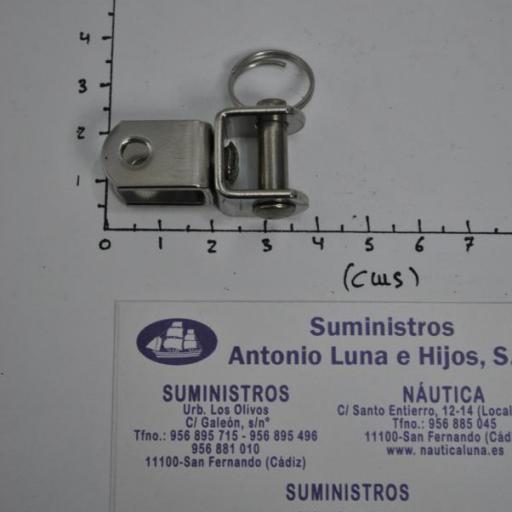 4
3
2
1
0 1 2 3 4 5 6 7
(cms)
Suministros
Antonio Luna e Hijos, S.
SUMINISTROS
Urb. Los Olivos
C/ Galeón, s/nº
Tfno.: 956 895 715 - 956 895 496
956 881 010
11100-San Fernando (Cádiz)
NÁUTICA
C/ Santo Entierro, 12-14 (Local
Tfno.: 956 885 045
11100-San Fernando (Cád
www. nauticaluna.es
SUMINISTROS